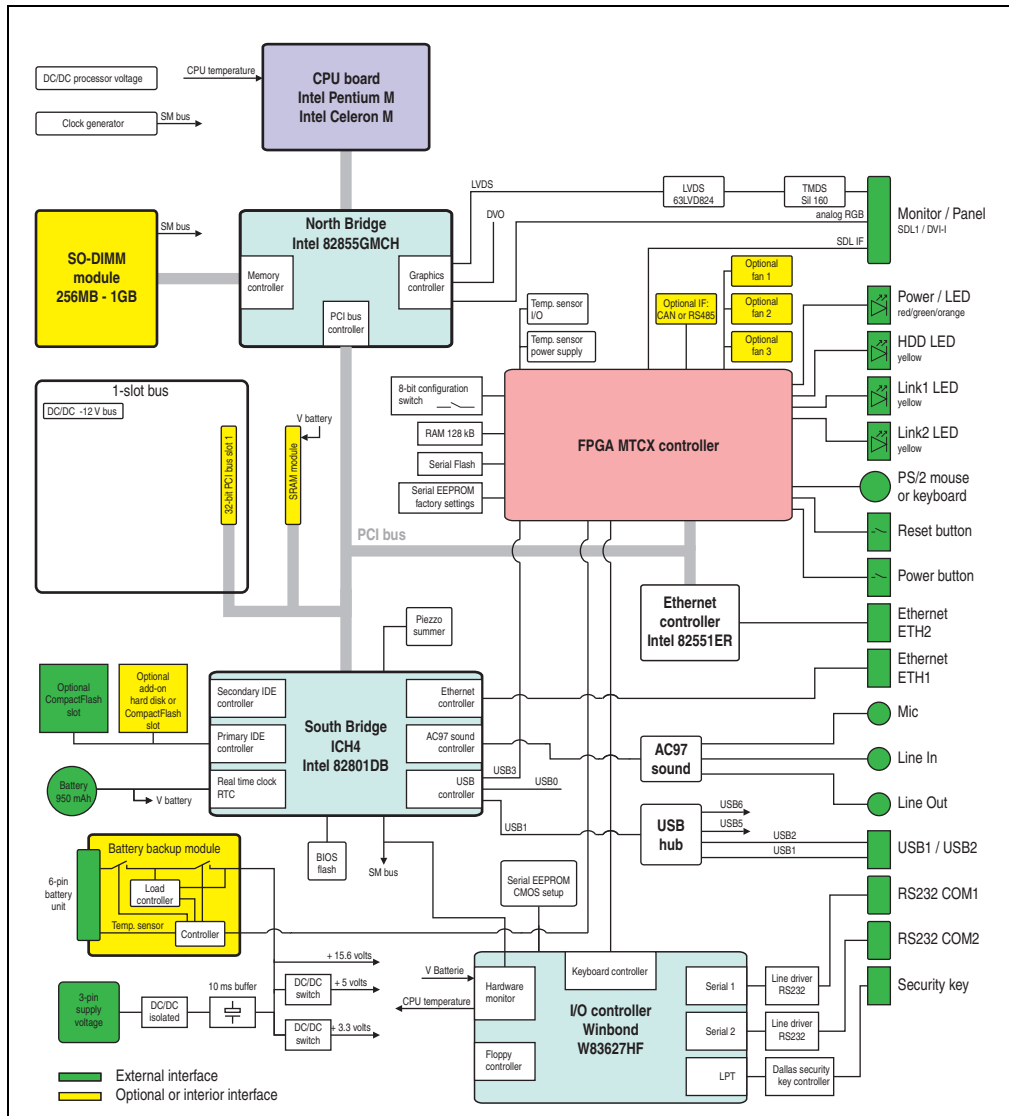 DC/DC processor voltage
CPU temperature
CPU board
Intel Pentium M
Intel Celeron M
Clock generator
SM bus
SO-DIMM
module
256MB - 1GB
SM bus
North Bridge
Intel 82855GMCH
Memory
controller
Graphics
controller
PCI bus
controller
LVDS
DVO
LVDS
63LVD824
TMDS
Sil 160
analog RGB
SDL IF
Monitor / Panel
SDL1 / DVI-I
Temp. sensor
I/O
Temp. sensor
power supply
Optional IF:
CAN or RS485
Optional
fan 1
Optional
fan 2
Optional
fan 3
Power / LED
red/green/orange
HDD LED
yellow
Link1 LED
yellow
Link2 LED
yellow
1-slot bus
DC/DC -12 V bus
32-bit PCI bus slot 1
SRAM module
V battery
8-bit configuration
switch
RAM 128 kB
Serial Flash
Serial EEPROM
factory settings
FPGA MTCX controller
PS/2 mouse
or keyboard
Reset button
Power button
PCI bus
Ethernet
controller
Intel 82551ER
Ethernet
ETH2
Ethernet
ETH1
Piezzo
summer
Optional
CompactFlash
slot
Optional
add-on
hard disk or
CompactFlash
slot
Secondary IDE
controller
Primary IDE
controller
Real time clock
RTC
South Bridge
ICH4
Intel 82801DB
Ethernet
controller
AC97 sound
controller
USB
controller
USB3
USB0
USB1
AC97
sound
Mic
Line In
Line Out
Battery
950 mAh
V battery
USB
hub
USB6
USB5
USB2
USB1
USB1 / USB2
BIOS
flash
SM bus
Battery backup module
6-pin
battery
unit
Load
controller
Temp. sensor
Controller
Serial EEPROM
CMOS setup
RS232 COM1
RS232 COM2
Security key
+ 15.6 volts
DC/DC
switch
+ 5 volts
DC/DC
switch
+ 3.3 volts
3-pin
supply
voltage
DC/DC
isolated
10 ms buffer
V Batterie
CPU temperature
Hardware
monitor
Keyboard controller
Floppy
controller
I/O controller
Winbond
W83627HF
Serial 1
Serial 2
LPT
Line driver
RS232
Line driver
RS232
Dallas security
key controller
External interface
Optional or interior interface